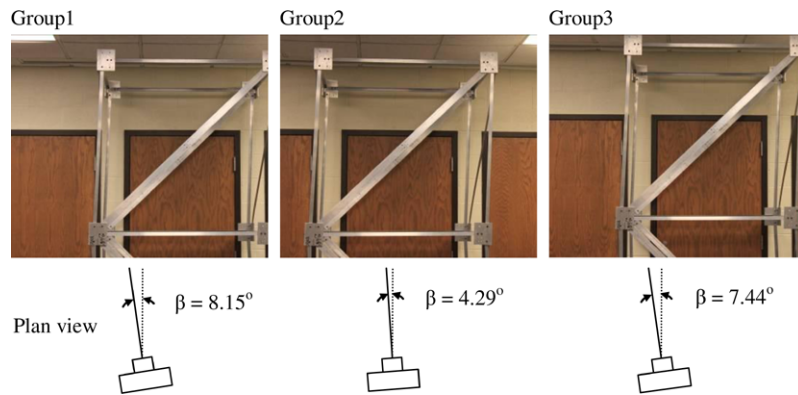 Group1 Group2 Group3
Plan view β = 8.15° β = 4.29° β = 7.44°